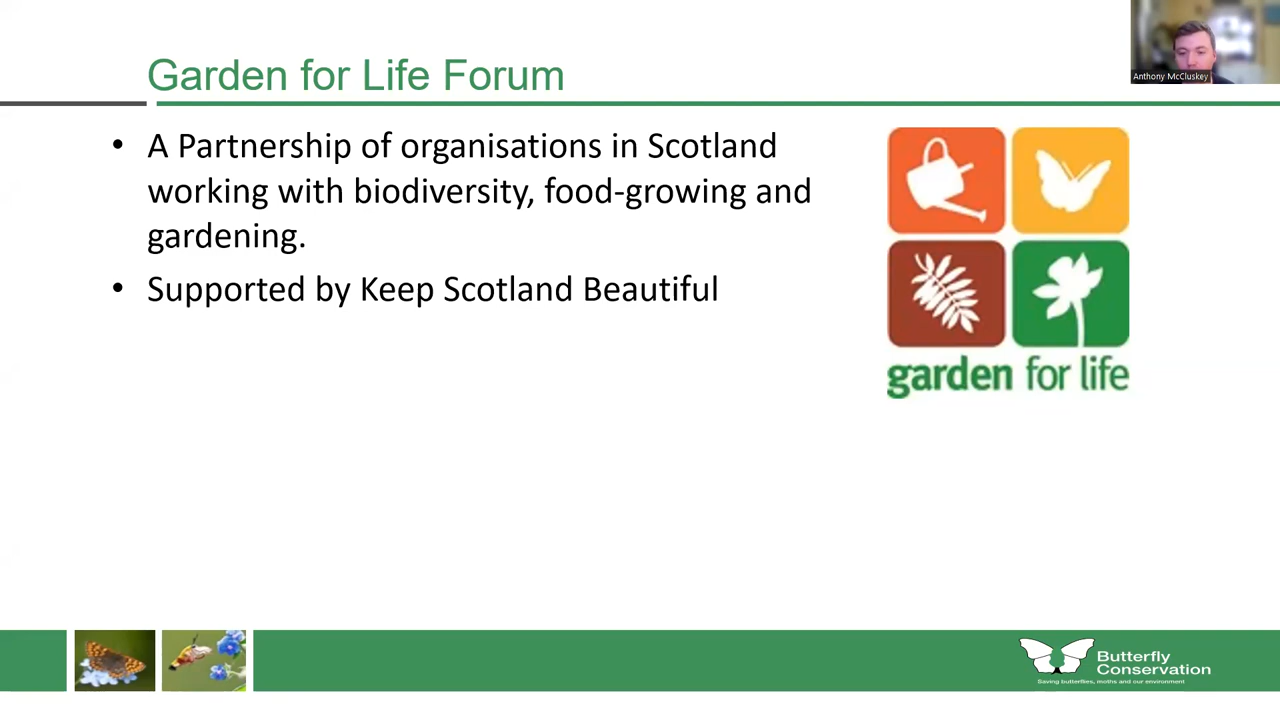 Garden for Life Forum
Anthony McCluskey
• A Partnership of organisations in Scotland
working with biodiversity, food-growing and
gardening.
• Supported by Keep Scotland Beautiful
garden for life
Butterfly
Conservation
Saving butterflies, moths and our environment